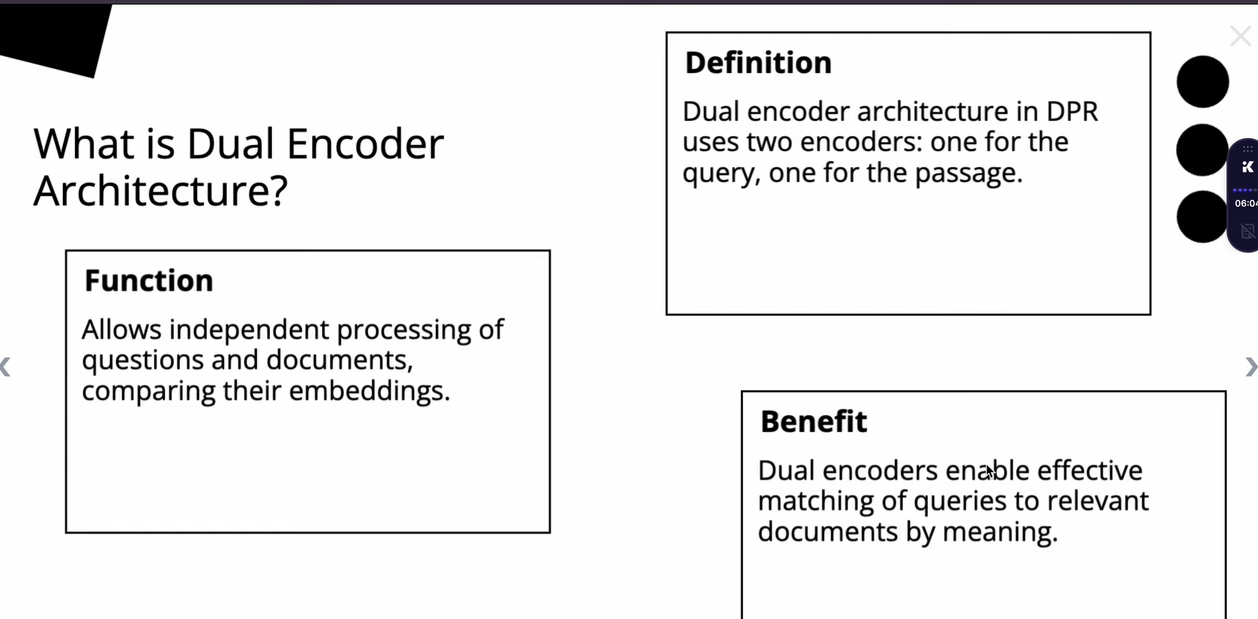 What is Dual Encoder
Architecture?
Function
Allows independent processing of
questions and documents,
comparing their embeddings.
Definition
Dual encoder architecture in DPR
uses two encoders: one for the
query, one for the passage.
Benefit
Dual encoders enable effective
matching of queries to relevant
documents by meaning.
06:04